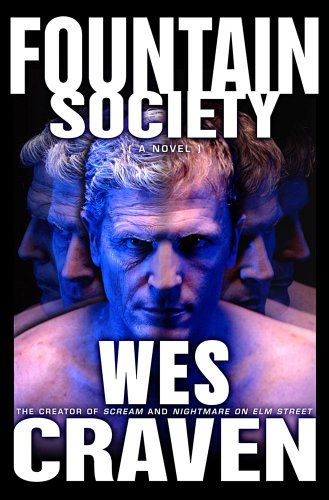 FOUNTAIN
SOCIETY
[ A NOVEL ]
WES
THE CREATOR OF SCREAM AND NIGHTMARE ON ELM STREET
CRAVEN